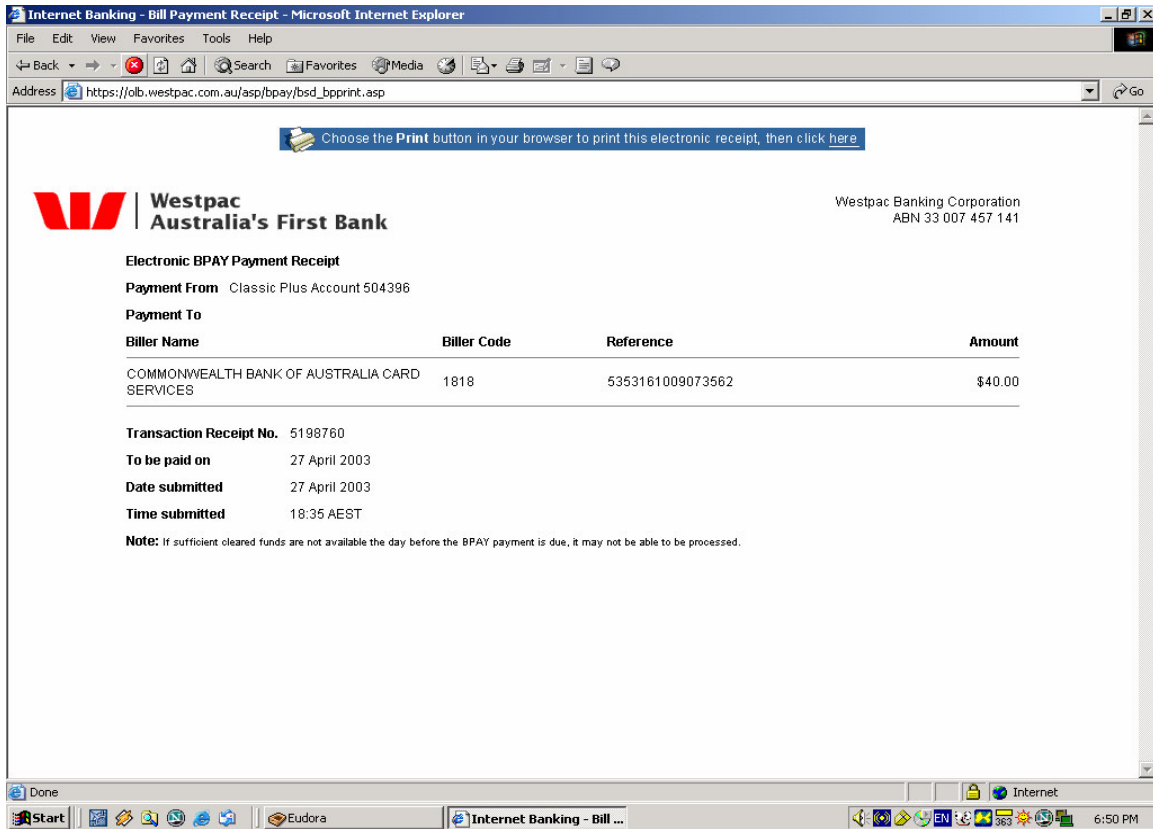 Internet Banking - Bill Payment Receipt - Microsoft Internet Explorer
File Edit View Favorites Tools Help
Back Search Favorites Media
Address https://olb.westpac.com.au/asp/bpay/bsd_bpprint.asp Go
Choose the Print button in your browser to print this electronic receipt, then click here
Westpac
Australia's First Bank
Westpac Banking Corporation
ABN 33 007 457 141
Electronic BPAY Payment Receipt
Payment From Classic Plus Account 504396
Payment To
Biller Name Biller Code Reference Amount
COMMONWEALTH BANK OF AUSTRALIA CARD
SERVICES 1818 5353161009073562 $40.00
Transaction Receipt No. 5198760
To be paid on 27 April 2003
Date submitted 27 April 2003
Time submitted 18:35 AEST
Note: If sufficient cleared funds are not available the day before the BPAY payment is due, it may not be able to be processed.
Done Internet
Start Eudora Internet Banking - Bill ... EN 363 6:50 PM